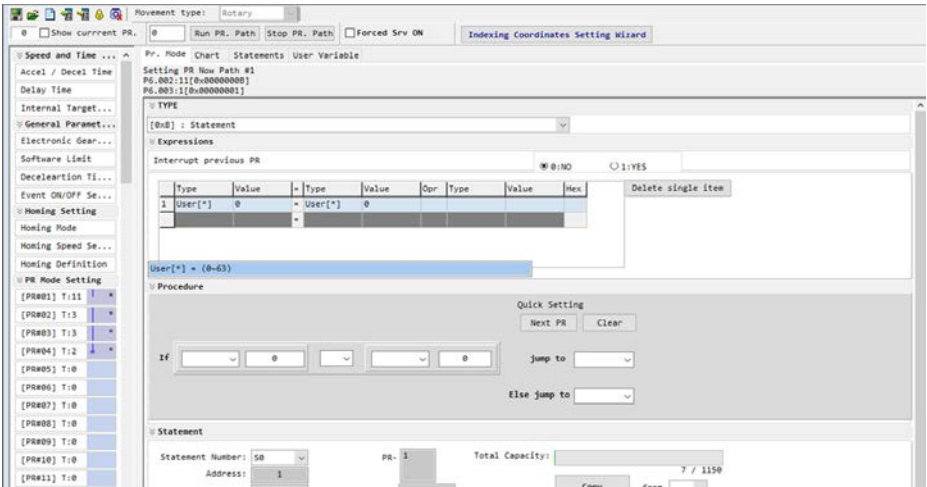 Movement type: Rotary
0 Show currrent PR. 0 Run PR. Path Stop PR. Path Forced Srv ON Indexing Coordinates Setting Wizard
Speed and Time ...
Accel / Decel Time
Delay Time
Internal Target...
General Paramet...
Electronic Gear...
Software Limit
Deceleartion Ti...
Event ON/OFF Se...
Homing Setting
Homing Mode
Homing Speed Se...
Homing Definition
PR Mode Setting
[PR#01] T:11
[PR#02] T:3
[PR#03] T:3
[PR#04] T:2
[PR#05] T:0
[PR#06] T:0
[PR#07] T:0
[PR#08] T:0
[PR#09] T:0
[PR#10] T:0
[PR#11] T:0
Pr. Mode Chart Statements User Variable
Setting PR Now Path #1
P6.002:11[0x0000000B]
P6.003:1[0x00000001]
TYPE
[0xB] : Statement
Expressions
Interrupt previous PR 0:NO 1:YES
Type Value = Type Value Opr Type Value Hex Delete single item
1 User[*] 0 = User[*] 0
=
User[*] = (0~63)
Procedure
Quick Setting
Next PR Clear
If 0 0 jump to
Else jump to
Statement
Statement Number: S0 PR- 1 Total Capacity:
7 / 1150
Address: 1
Copy